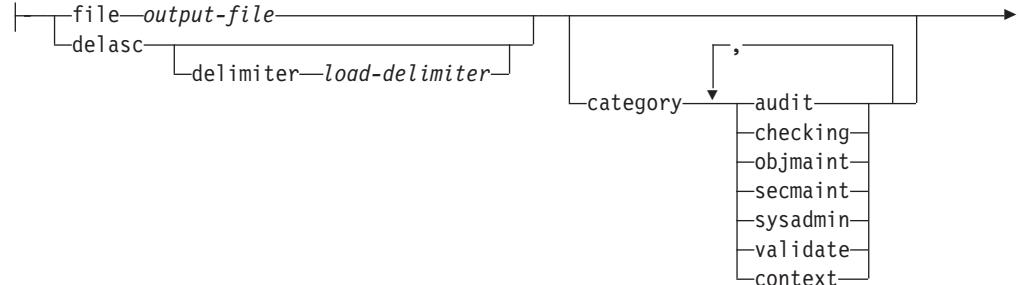 file output-file
delasc
delimiter load-delimiter
,
category audit
checking
objmaint
secmaint
sysadmin
validate
context